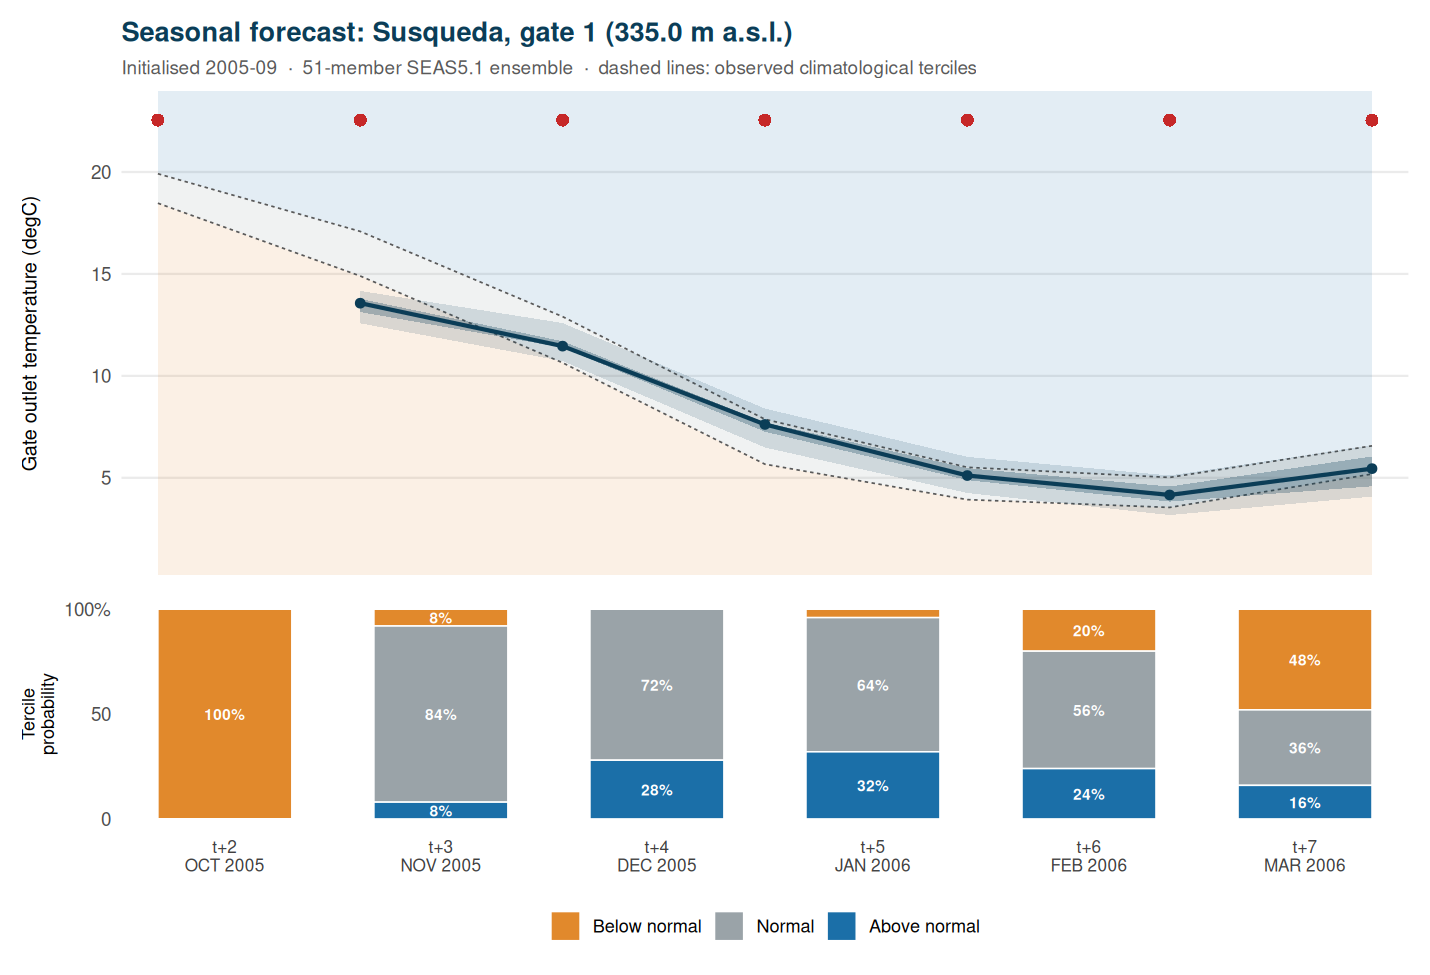 Seasonal forecast: Susqueda, gate 1 (335.0 m a.s.l.)
Initialised 2005-09 · 51-member SEAS5.1 ensemble · dashed lines: observed climatological terciles
Gate outlet temperature (degC)
20
15
10
5
Tercile
probability
100%
50
0
100%
8%
84%
8%
72%
28%
64%
32%
20%
56%
24%
48%
36%
16%
t+2
OCT 2005
t+3
NOV 2005
t+4
DEC 2005
t+5
JAN 2006
t+6
FEB 2006
t+7
MAR 2006
Below normal
Normal
Above normal